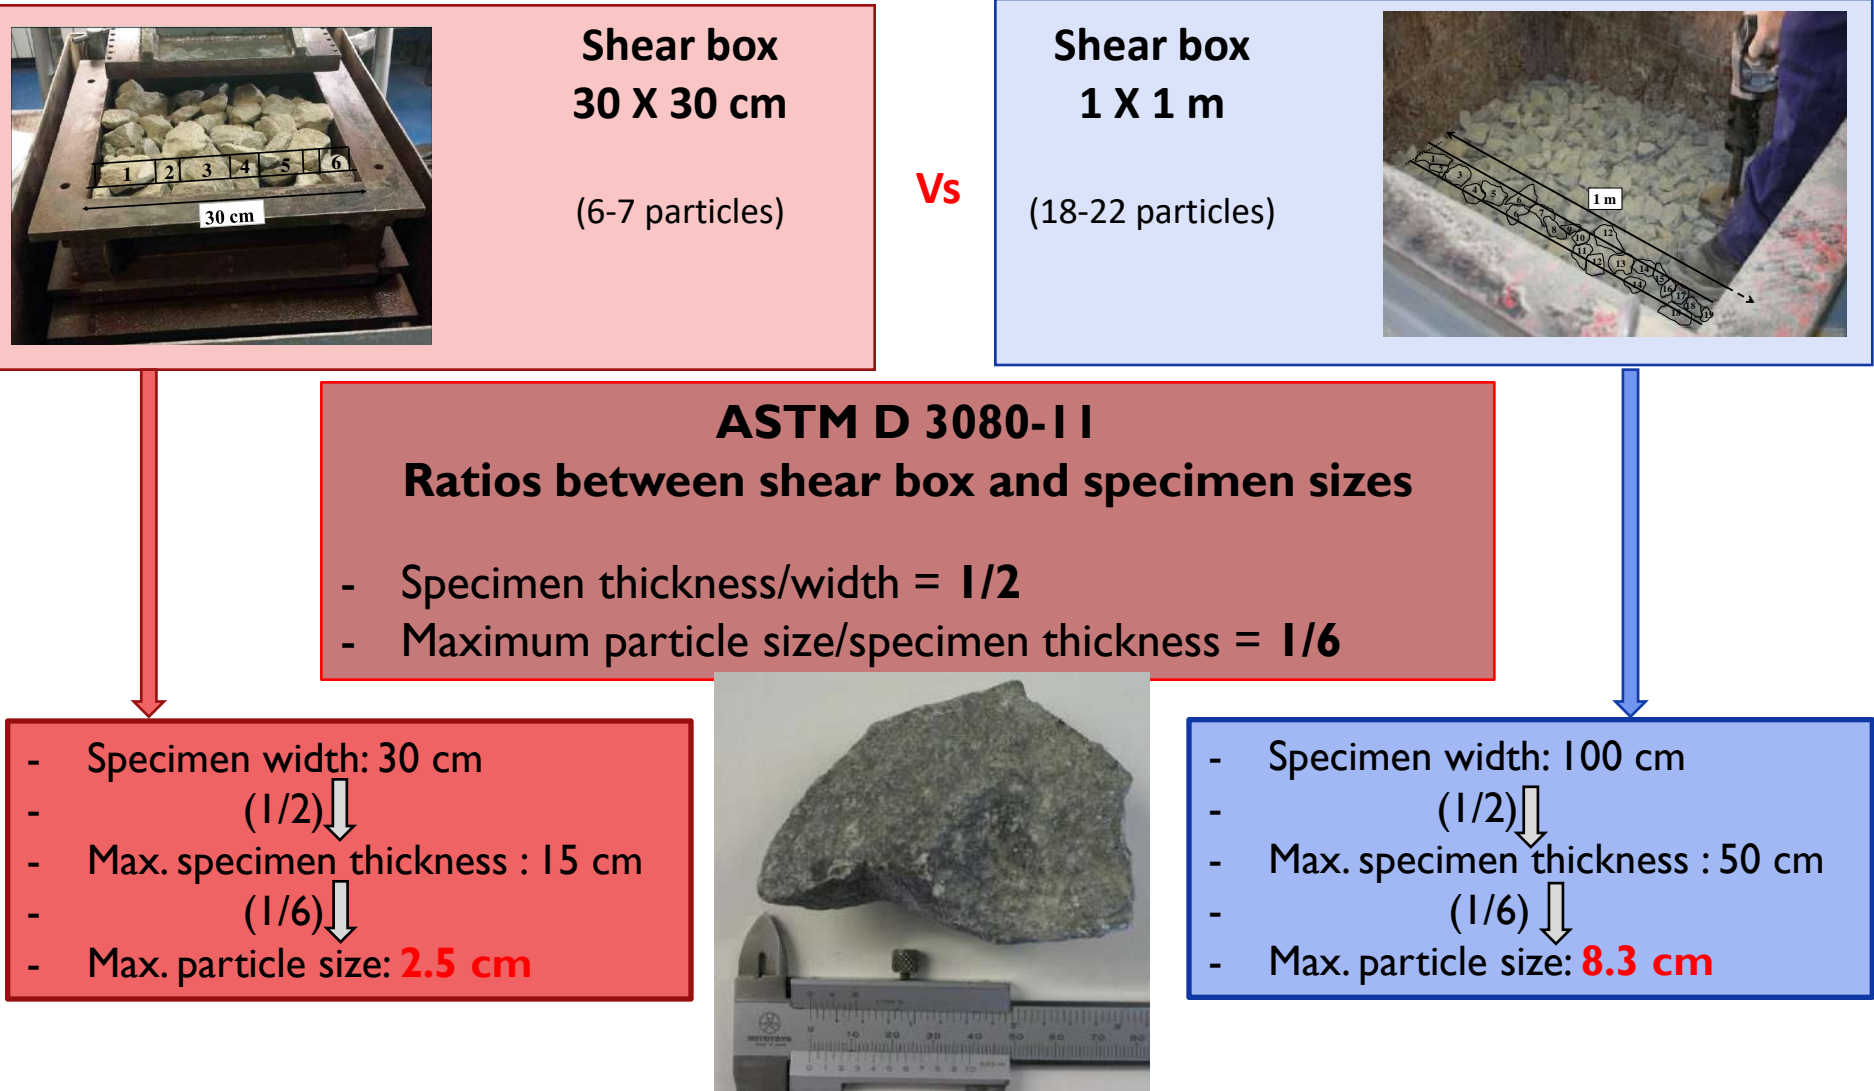 Shear box
30 X 30 cm
(6-7 particles)
1 2 3 4 5 6
30 cm
Vs
Shear box
1 X 1 m
(18-22 particles)
1 m
ASTM D 3080-11
Ratios between shear box and specimen sizes
- Specimen thickness/width = 1/2
- Maximum particle size/specimen thickness = 1/6
- Specimen width: 30 cm
- (1/2)
- Max. specimen thickness : 15 cm
- (1/6)
- Max. particle size: 2.5 cm
- Specimen width: 100 cm
- (1/2)
- Max. specimen thickness : 50 cm
- (1/6)
- Max. particle size: 8.3 cm